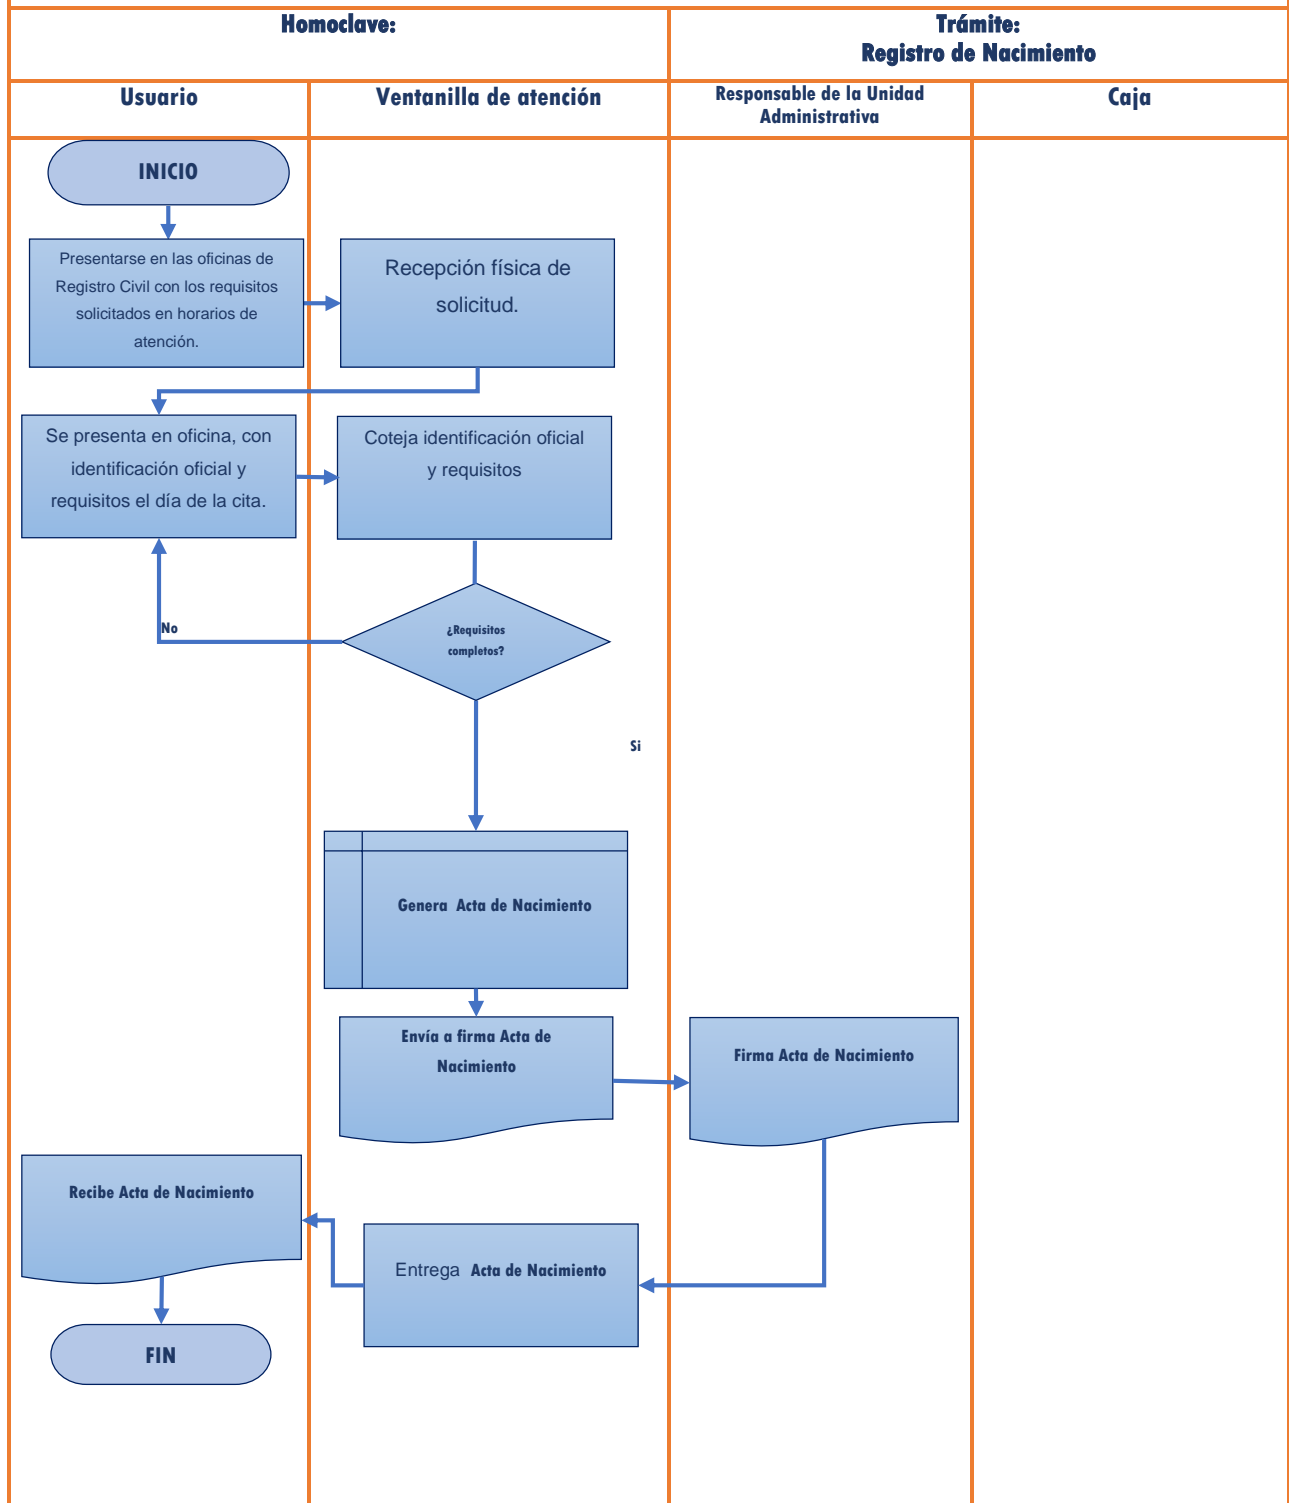 Homoclave:
Trámite:
Registro de Nacimiento
Usuario
Ventanilla de atención
Responsable de la Unidad
Administrativa
Caja
INICIO
Presentarse en las oficinas de
Registro Civil con los requisitos
solicitados en horarios de
atención.
Recepción física de
solicitud.
Se presenta en oficina, con
identificación oficial y
requisitos el día de la cita.
Coteja identificación oficial
y requisitos
No
¿Requisitos
completos?
Si
Genera Acta de Nacimiento
Envía a firma Acta de
Nacimiento
Firma Acta de Nacimiento
Recibe Acta de Nacimiento
Entrega Acta de Nacimiento
FIN